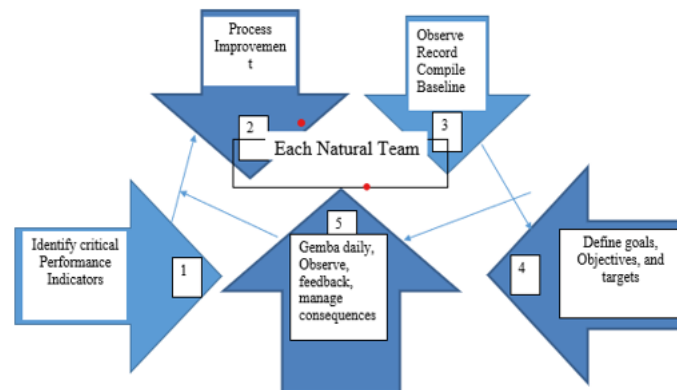 Process
Improvemen
t
2
Observe
Record
Compile
Baseline
3
Each Natural Team
Identify critical
Performance
Indicators
1
5
Gemba daily,
Observe,
feedback,
manage
consequences
4
Define goals,
Objectives, and
targets